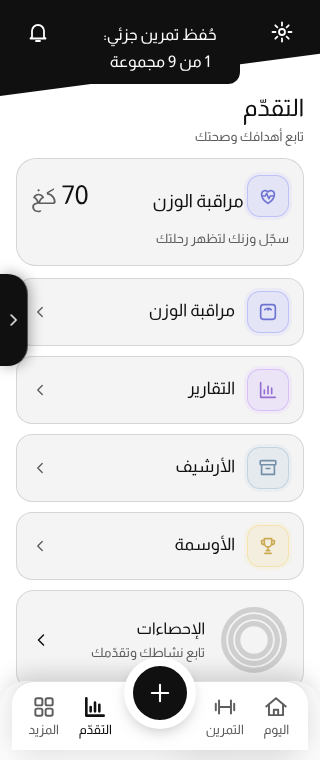 حُفظ تمرين جزئي:
1 من 9 مجموعة
التقدّم
تابع أهدافك وصحتك
مراقبة الوزن
70 كغ
سجّل وزنك لتظهر رحلتك
مراقبة الوزن
التقارير
الأرشيف
الأوسمة
الإحصاءات
تابع نشاطك وتقدّمك
اليوم
التمرين
التقدّم
المزيد